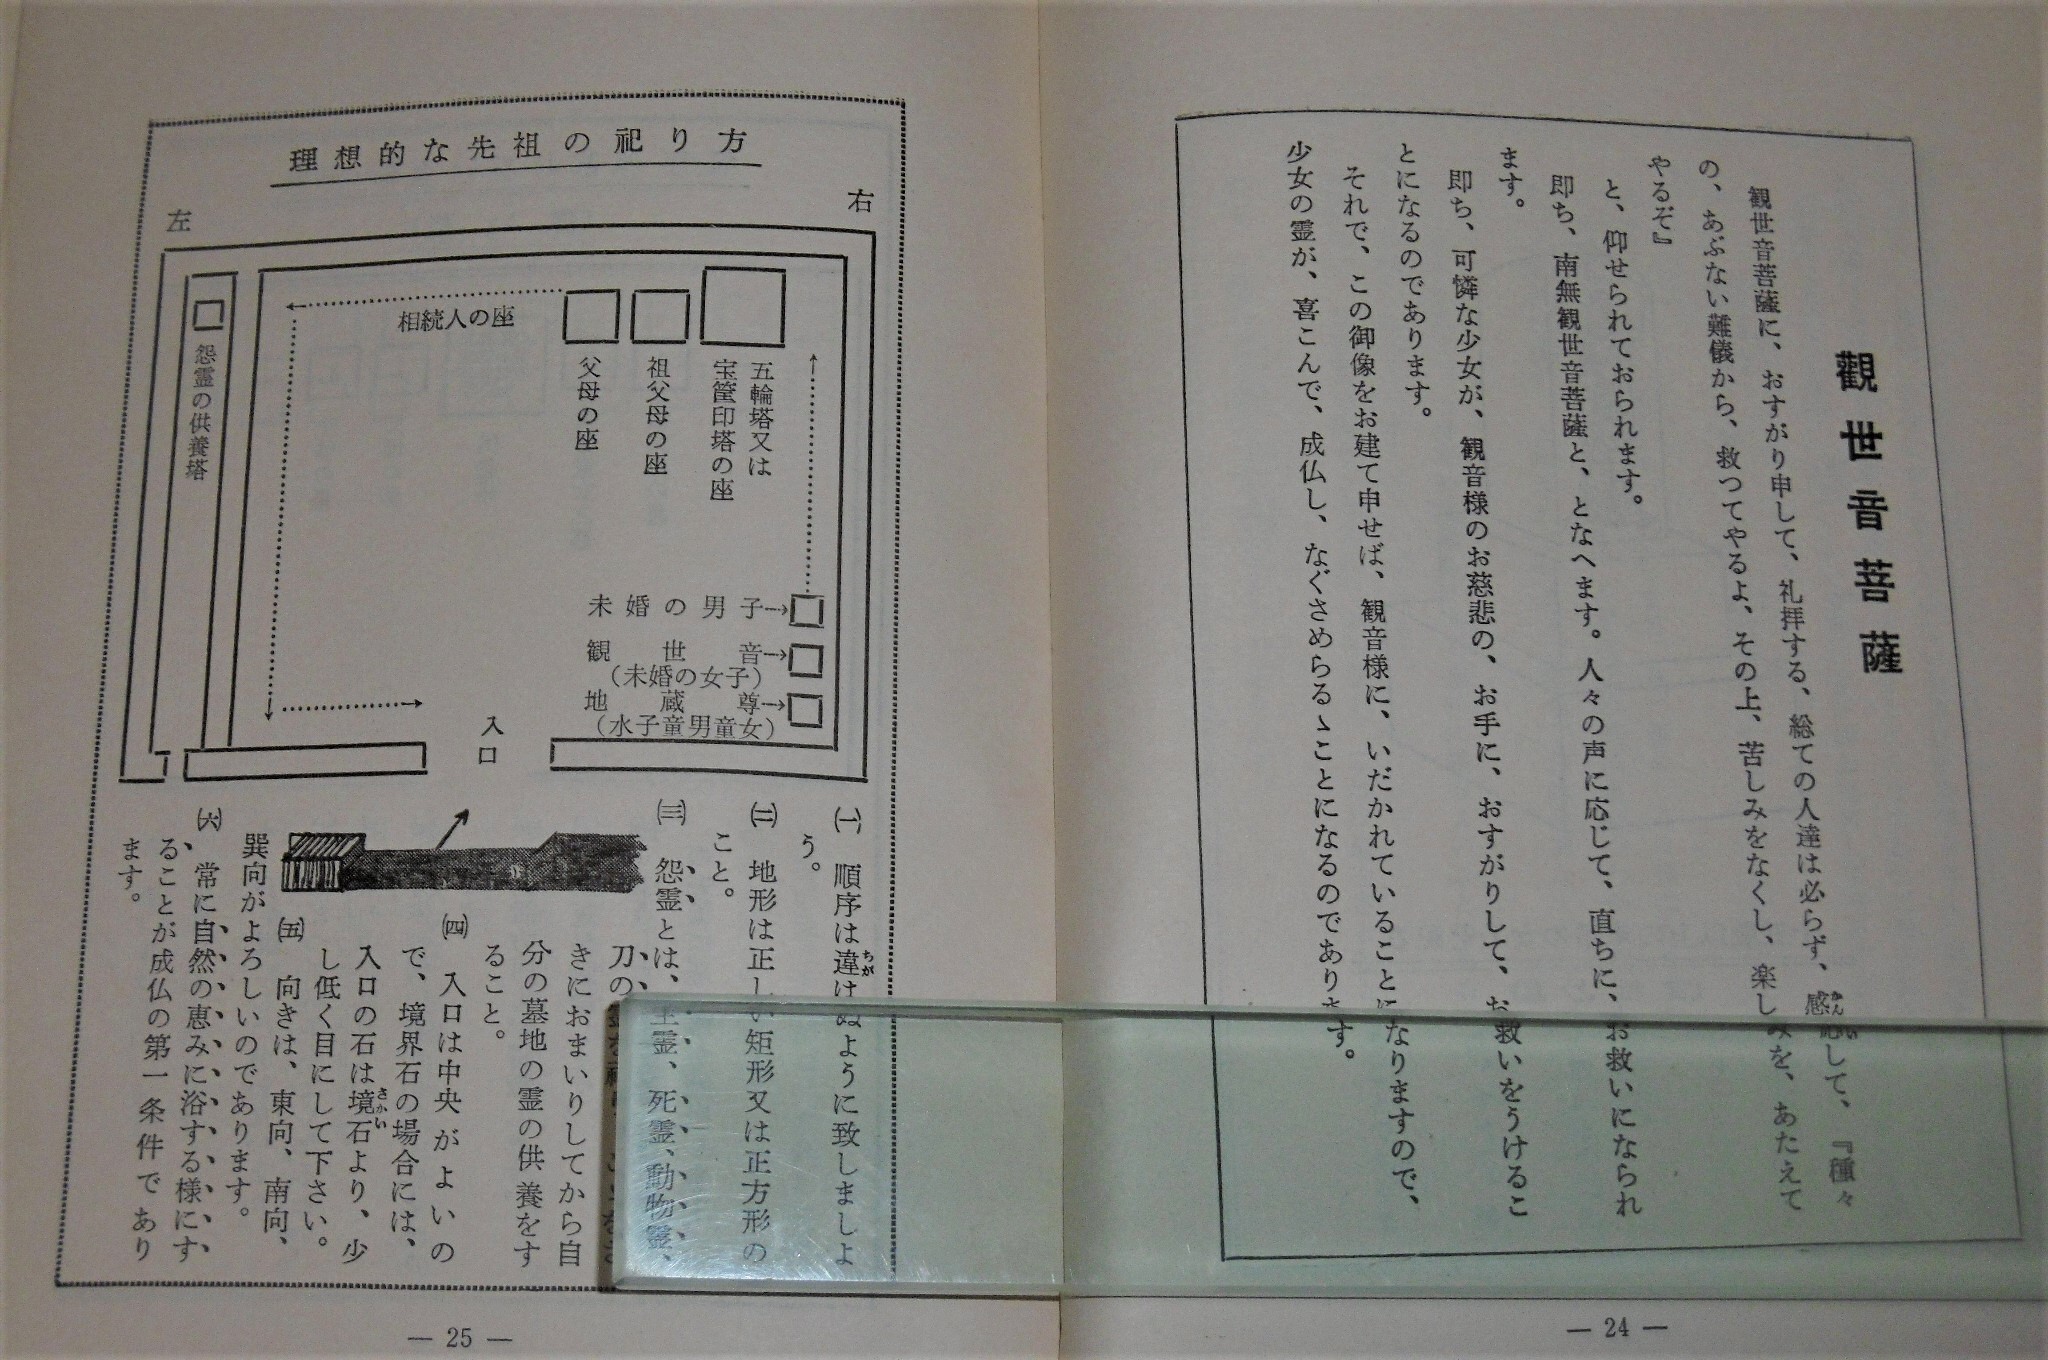 觀世音菩薩
観世音菩薩に、おすがり申して、礼拝する、総ての人達は必らず、感応して、『種々
かんのい
の、あぶない難儀から、救つてやるよ、その上、苦しみをなくし、楽しみを、あたえて
やるぞ』
と、仰せられておられます。
即ち、南無観世音菩薩と、となへます。人々の声に応じて、直ちに、お救いになられ
ます。
即ち、可憐な少女が、観音様のお慈悲の、お手に、おすがりして、お救いをうけるこ
とになるのであります。
それで、この御像をお建て申せば、観音様に、いだかれていることになりますので、
少女の霊が、喜こんで、成仏し、なぐさめらるゝことになるのであります。
— 24 —
理想的な先祖の祀り方
右
左
五輪塔又は
宝篋印塔の座
祖父母の座
父母の座
相続人の座
怨霊の供養塔
未婚の男子→
観世音→
（未婚の女子）
地蔵尊→
（水子童男童女）
入口
㈠ 順序は違はぬように致しましよ
ちが
う。
㈡ 地形は正しい矩形又は正方形の
こと。
㈢ 怨霊とは、生霊、死霊、動物霊、
刀の
きにおまいりしてから自
分の墓地の霊の供養をす
ること。
㈣ 入口は中央がよいの
で、境界石の場合には、
入口の石は境石より、少
さかい
し低く目にして下さい。
㈤ 向きは、東向、南向、
巽向がよろしいのであります。
㈥ 常に自然の恵みに浴する様にす
ることが成仏の第一条件であり
ます。
— 25 —